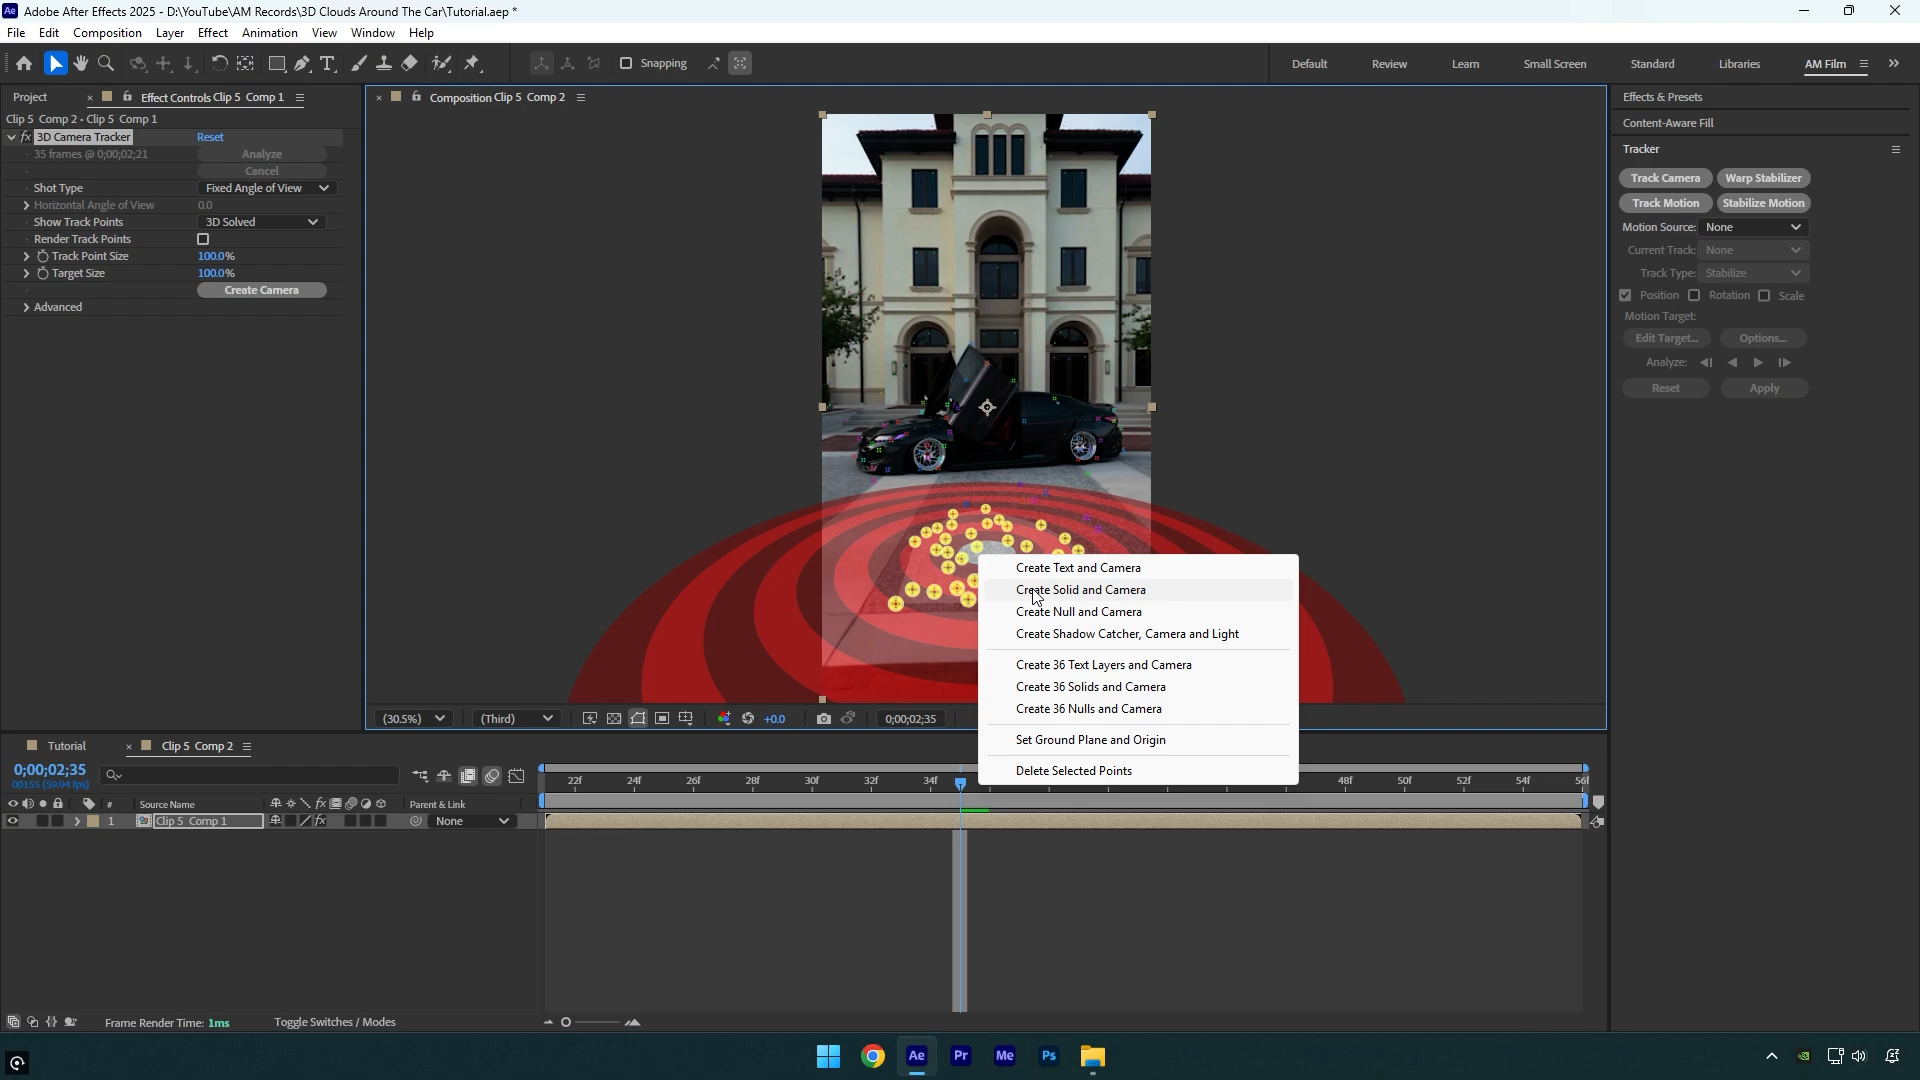 Adobe After Effects 2025 - D:\YouTube\AM Records\3D Clouds Around The Car\Tutorial.aep *
File Edit Composition Layer Effect Animation View Window Help
Snapping
Default Review Learn Small Screen Standard Libraries AM Film
Project
Effect Controls Clip 5 Comp 1
Composition Clip 5 Comp 2
Effects & Presets
Clip 5 Comp 2 - Clip 5 Comp 1
Content-Aware Fill
3D Camera Tracker Reset
Tracker
35 frames @ 0;00;02;21 Analyze
Cancel
Track Camera Warp Stabilizer
Shot Type Fixed Angle of View
Horizontal Angle of View 0.0
Track Motion Stabilize Motion
Show Track Points 3D Solved
Motion Source: None
Render Track Points
Current Track: None
Track Point Size 100.0%
Target Size 100.0%
Track Type: Stabilize
Create Camera
Position Rotation Scale
Advanced
Motion Target:
Edit Target... Options...
Analyze:
Reset Apply
Create Text and Camera
Create Solid and Camera
Create Null and Camera
Create Shadow Catcher, Camera and Light
Create 36 Text Layers and Camera
Create 36 Solids and Camera
Create 36 Nulls and Camera
Set Ground Plane and Origin
Delete Selected Points
(30.5%) (Third) +0.0 0;00;02;35
Tutorial Clip 5 Comp 2
0;00;02;35
00155 (59.94 fps)
22f 24f 26f 28f 30f 32f 34f 48f 50f 52f 54f 56f
# Source Name Parent & Link
1 Clip 5 Comp 1 None
Frame Render Time: 1ms Toggle Switches / Modes
Ae Pr Me Ps